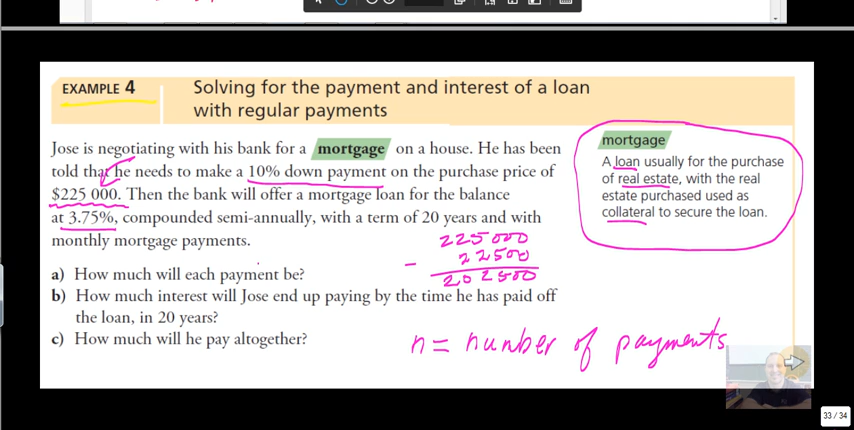 EXAMPLE 4 Solving for the payment and interest of a loan
with regular payments
Jose is negotiating with his bank for a mortgage on a house. He has been
told that he needs to make a 10% down payment on the purchase price of
$225 000. Then the bank will offer a mortgage loan for the balance
at 3.75%, compounded semi-annually, with a term of 20 years and with
monthly mortgage payments.
a) How much will each payment be?
b) How much interest will Jose end up paying by the time he has paid off
the loan, in 20 years?
c) How much will he pay altogether?
mortgage
A loan usually for the purchase
of real estate, with the real
estate purchased used as
collateral to secure the loan.
225000
- 22500
202500
n = number of payments
33 / 34